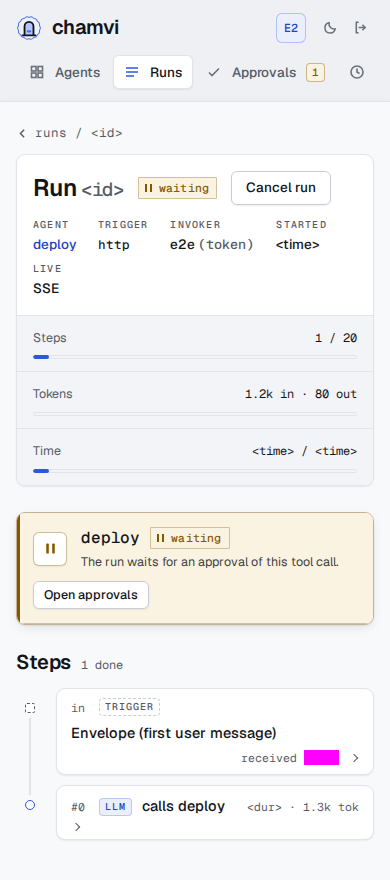 chamvi
E2
Agents
Runs
Approvals 1
runs / <id>
Run <id> waiting Cancel run
AGENT TRIGGER INVOKER STARTED
deploy http e2e (token) <time>
LIVE
SSE
Steps 1 / 20
Tokens 1.2k in · 80 out
Time <time> / <time>
deploy waiting
The run waits for an approval of this tool call.
Open approvals
Steps 1 done
in TRIGGER
Envelope (first user message)
received
#0 LLM calls deploy <dur> · 1.3k tok